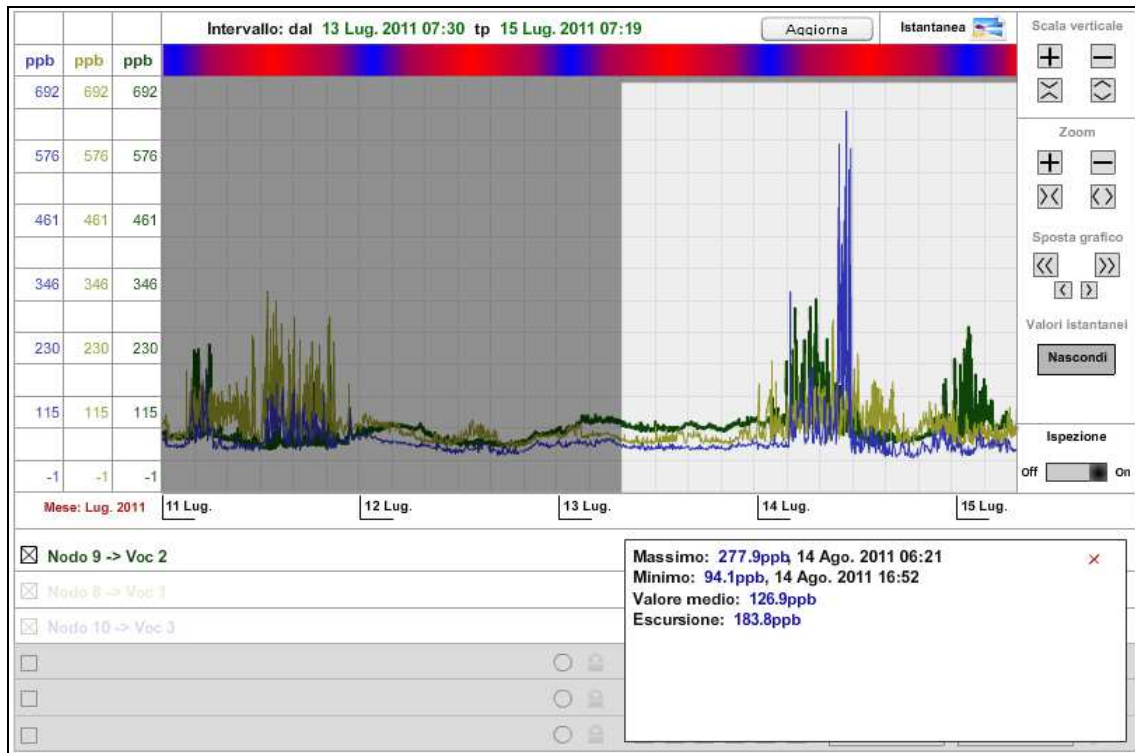 Intervallo: dal 13 Lug. 2011 07:30 tp 15 Lug. 2011 07:19
Aggiorna
Istantanea
Scala verticale
ppb ppb ppb
692 692 692
576 576 576
461 461 461
346 346 346
230 230 230
115 115 115
-1 -1 -1
Zoom
Sposta grafico
Valori istantanei
Nascondi
Ispezione
Off On
Mese: Lug. 2011
11 Lug. 12 Lug. 13 Lug. 14 Lug. 15 Lug.
Nodo 9 -> Voc 2
Nodo 8 -> Voc 1
Nodo 10 -> Voc 3
Massimo: 277.9ppb, 14 Ago. 2011 06:21
Minimo: 94.1ppb, 14 Ago. 2011 16:52
Valore medio: 126.9ppb
Escursione: 183.8ppb